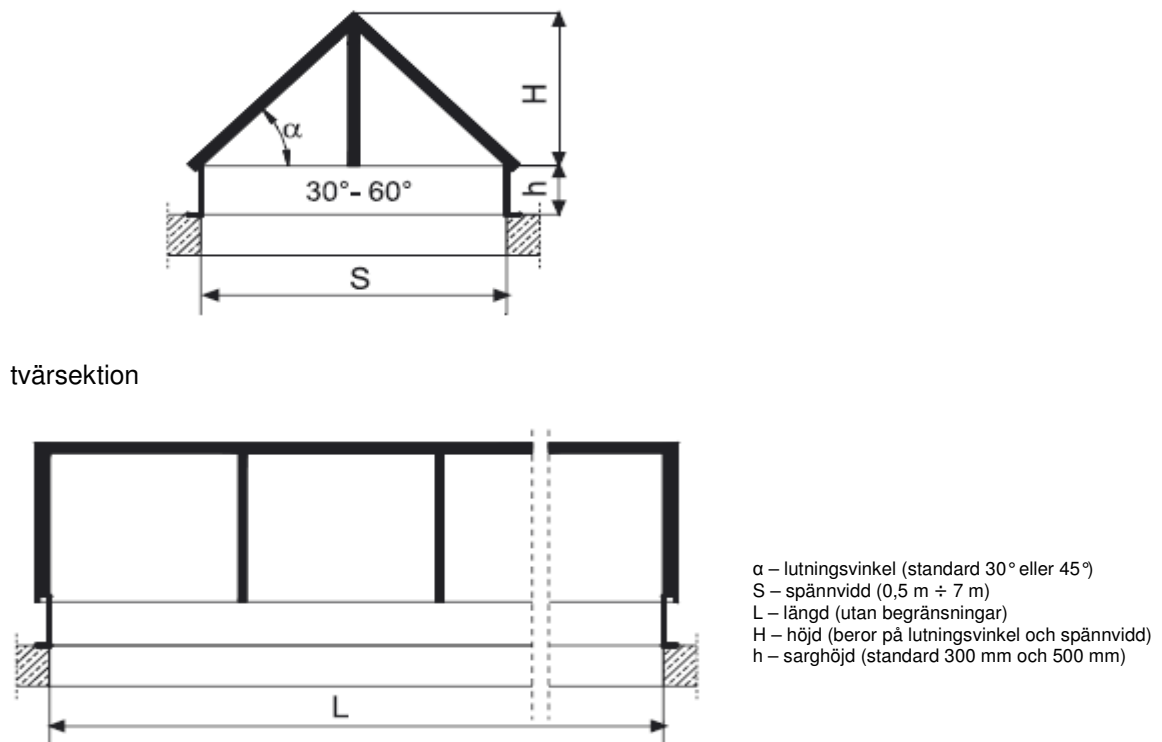 H
α
30°- 60°
h
S
tvärsektion
L
α – lutningsvinkel (standard 30° eller 45°)
S – spännvidd (0,5 m ÷ 7 m)
L – längd (utan begränsningar)
H – höjd (beror på lutningsvinkel och spännvidd)
h – sarghöjd (standard 300 mm och 500 mm)